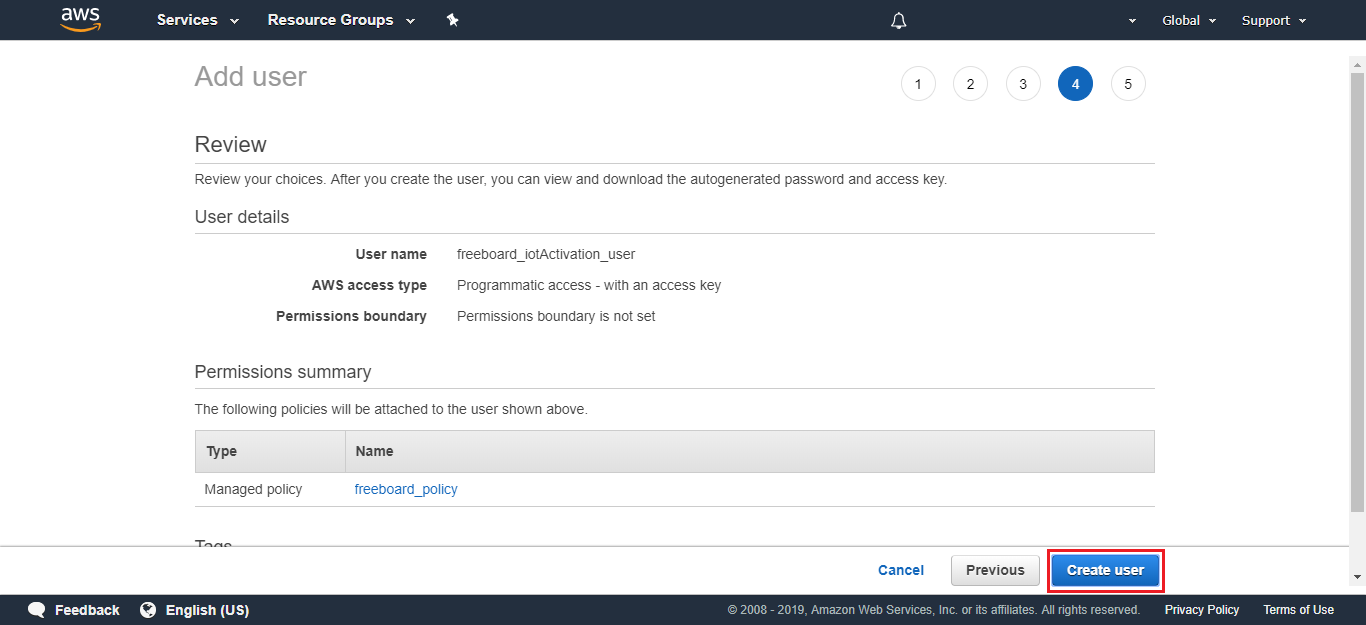 aws Services Resource Groups Global Support
Add user 1 2 3 4 5
Review
Review your choices. After you create the user, you can view and download the autogenerated password and access key.
User details
User name freeboard_iotActivation_user
AWS access type Programmatic access - with an access key
Permissions boundary Permissions boundary is not set
Permissions summary
The following policies will be attached to the user shown above.
Type Name
Managed policy freeboard_policy
Tags
Cancel Previous Create user
Feedback English (US) © 2008 - 2019, Amazon Web Services, Inc. or its affiliates. All rights reserved. Privacy Policy Terms of Use